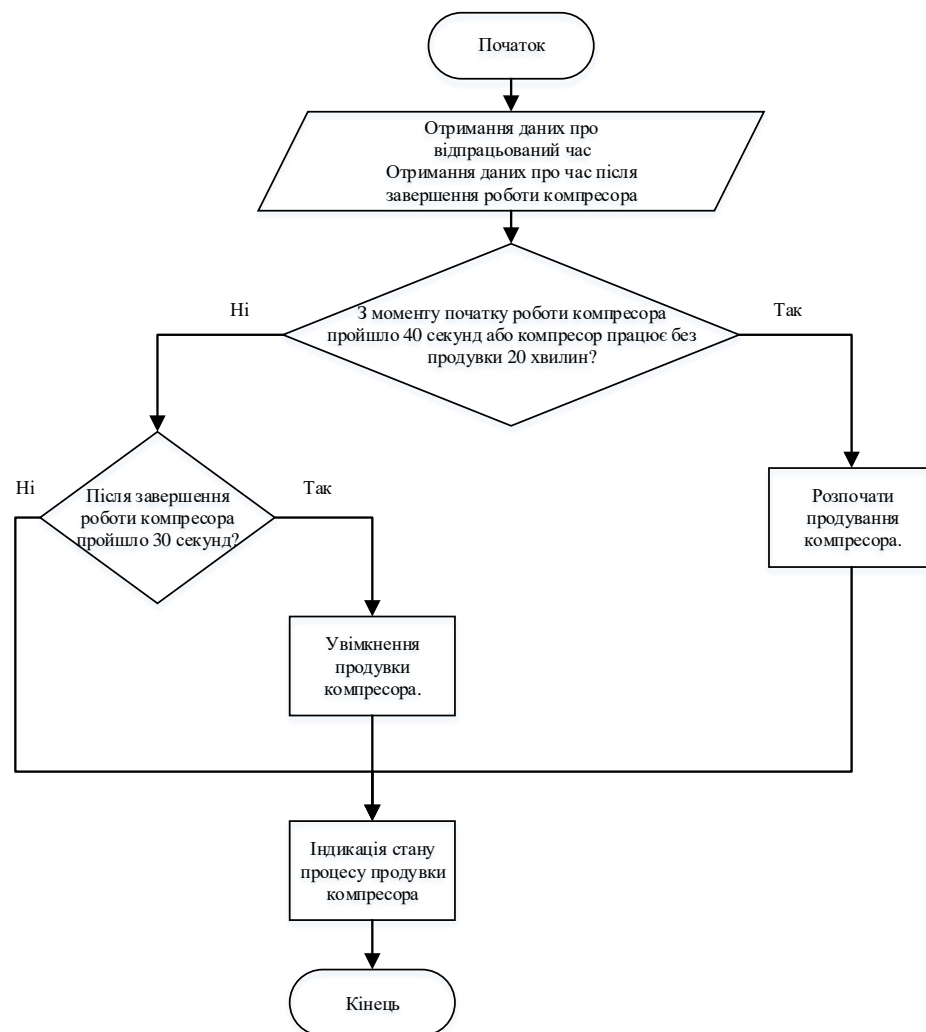 Початок
Отримання даних про
відпрацьований час
Отримання даних про час після
завершення роботи компресора
З моменту початку роботи компресора
пройшло 40 секунд або компресор працює без
продувки 20 хвилин?
Ні
Так
Після завершення
роботи компресора
пройшло 30 секунд?
Ні
Так
Розпочати
продування
компресора.
Увімкнення
продувки
компресора.
Індикація стану
процесу продувки
компресора
Кінець